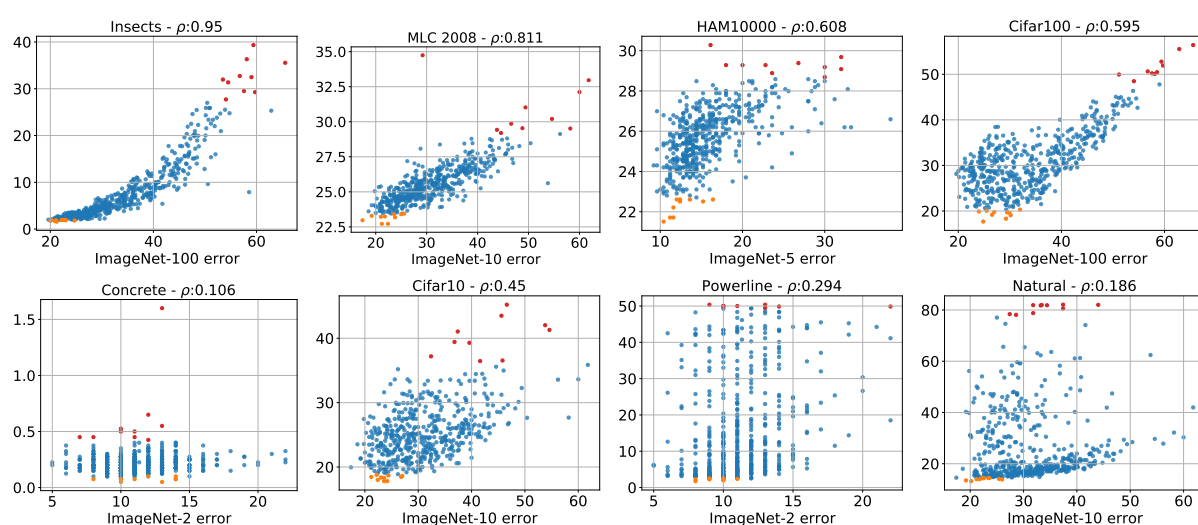 Insects - ρ:0.95
40
30
20
10
0
20 40 60
ImageNet-100 error
MLC 2008 - ρ:0.811
35.0
32.5
30.0
27.5
25.0
22.5
20 30 40 50 60
ImageNet-10 error
HAM10000 - ρ:0.608
30
28
26
24
22
10 20 30
ImageNet-5 error
Cifar100 - ρ:0.595
50
40
30
20
20 40 60
ImageNet-100 error
Concrete - ρ:0.106
1.5
1.0
0.5
0.0
5 10 15 20
ImageNet-2 error
Cifar10 - ρ:0.45
40
30
20
20 30 40 50 60
ImageNet-10 error
Powerline - ρ:0.294
50
40
30
20
10
0
5 10 15 20
ImageNet-2 error
Natural - ρ:0.186
80
60
40
20
20 30 40 50 60
ImageNet-10 error